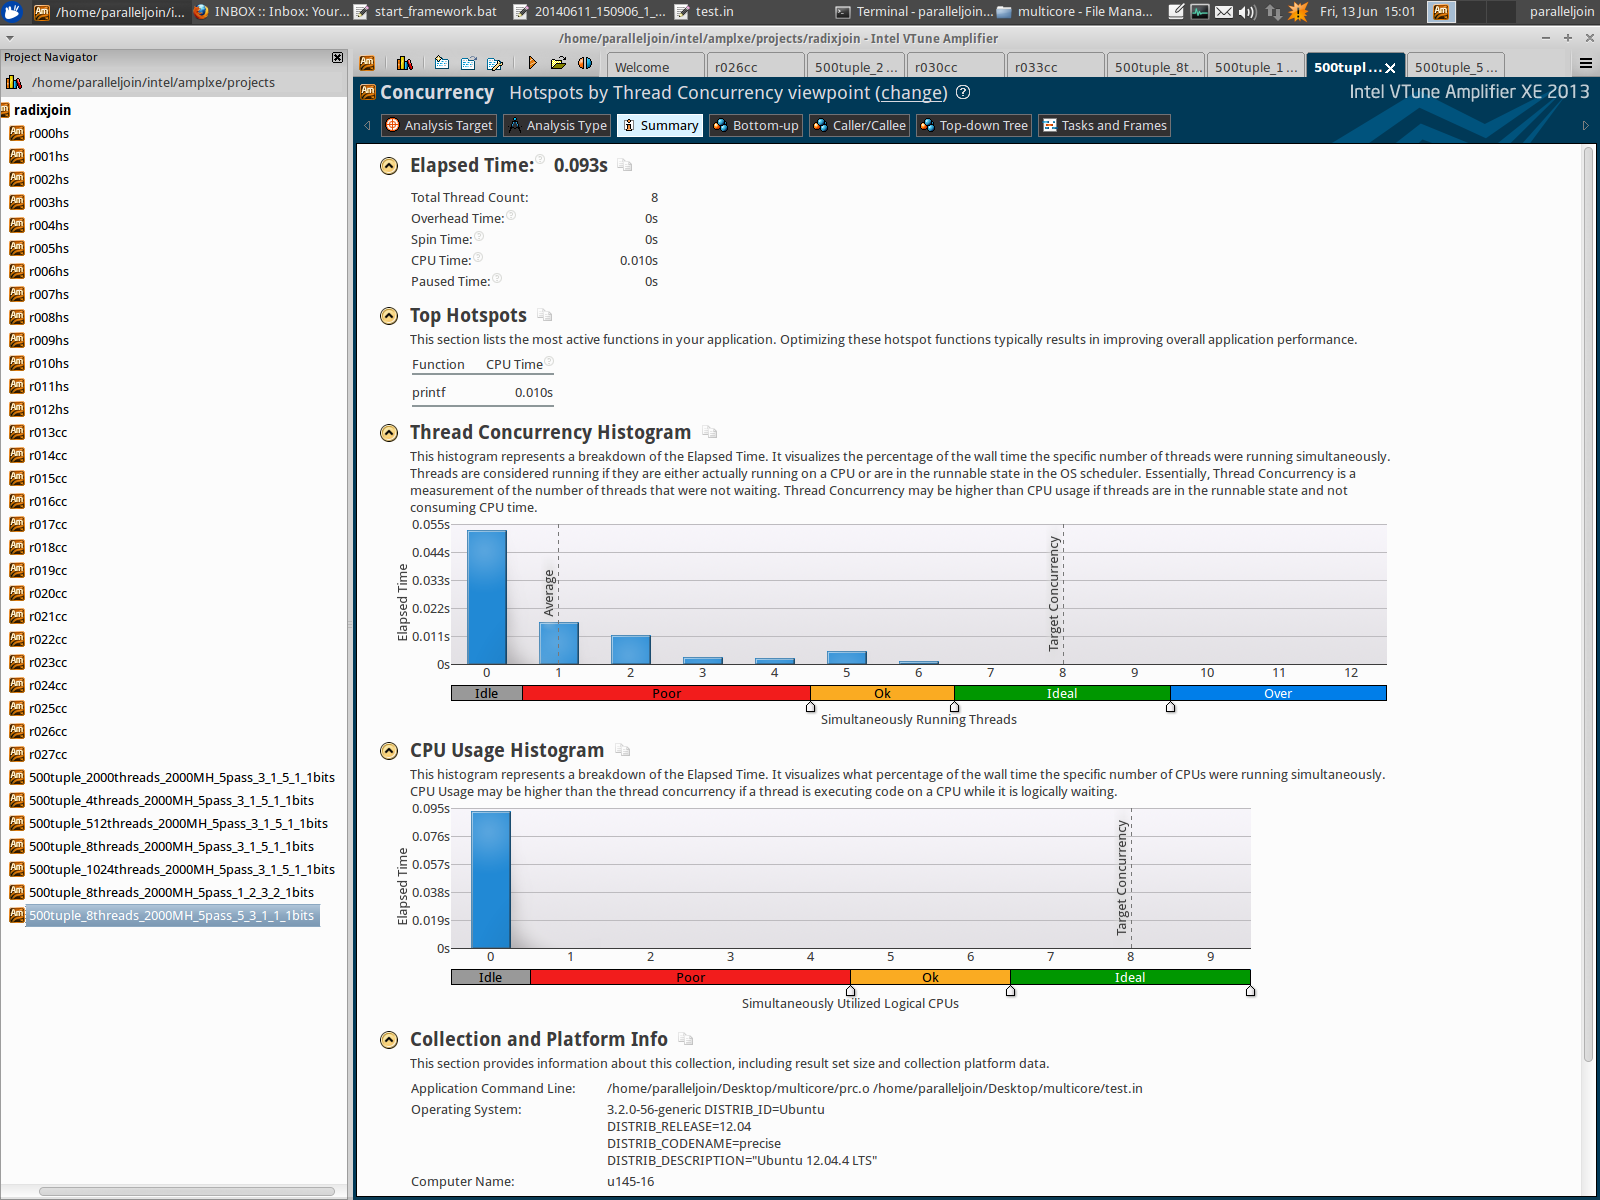 /home/paralleljoin/i...
INBOX :: Inbox: Your...
start_framework.bat
20140611_150906_1_...
test.in
Terminal - paralleljoin...
multicore - File Mana...
Fri, 13 Jun 15:01
paralleljoin
/home/paralleljoin/intel/amplxe/projects/radixjoin - Intel VTune Amplifier
Project Navigator
/home/paralleljoin/intel/amplxe/projects
radixjoin
r000hs
r001hs
r002hs
r003hs
r004hs
r005hs
r006hs
r007hs
r008hs
r009hs
r010hs
r011hs
r012hs
r013cc
r014cc
r015cc
r016cc
r017cc
r018cc
r019cc
r020cc
r021cc
r022cc
r023cc
r024cc
r025cc
r026cc
r027cc
500tuple_2000threads_2000MH_5pass_3_1_5_1_1bits
500tuple_4threads_2000MH_5pass_3_1_5_1_1bits
500tuple_512threads_2000MH_5pass_3_1_5_1_1bits
500tuple_8threads_2000MH_5pass_3_1_5_1_1bits
500tuple_1024threads_2000MH_5pass_3_1_5_1_1bits
500tuple_8threads_2000MH_5pass_1_2_3_2_1bits
500tuple_8threads_2000MH_5pass_5_3_1_1_1bits
Welcome
r026cc
500tuple_2 ...
r030cc
r033cc
500tuple_8t ...
500tuple_1 ...
500tupl ...
500tuple_5 ...
Concurrency Hotspots by Thread Concurrency viewpoint (change)
Intel VTune Amplifier XE 2013
Analysis Target
Analysis Type
Summary
Bottom-up
Caller/Callee
Top-down Tree
Tasks and Frames
Elapsed Time: 0.093s
Total Thread Count: 8
Overhead Time: 0s
Spin Time: 0s
CPU Time: 0.010s
Paused Time: 0s
Top Hotspots
This section lists the most active functions in your application. Optimizing these hotspot functions typically results in improving overall application performance.
Function CPU Time
printf 0.010s
Thread Concurrency Histogram
This histogram represents a breakdown of the Elapsed Time. It visualizes the percentage of the wall time the specific number of threads were running simultaneously.
Threads are considered running if they are either actually running on a CPU or are in the runnable state in the OS scheduler. Essentially, Thread Concurrency is a
measurement of the number of threads that were not waiting. Thread Concurrency may be higher than CPU usage if threads are in the runnable state and not
consuming CPU time.
Elapsed Time
0.055s
0.044s
0.033s
0.022s
0.011s
0s
Average
Target Concurrency
0 1 2 3 4 5 6 7 8 9 10 11 12
Idle Poor Ok Ideal Over
Simultaneously Running Threads
CPU Usage Histogram
This histogram represents a breakdown of the Elapsed Time. It visualizes what percentage of the wall time the specific number of CPUs were running simultaneously.
CPU Usage may be higher than the thread concurrency if a thread is executing code on a CPU while it is logically waiting.
Elapsed Time
0.095s
0.076s
0.057s
0.038s
0.019s
0s
Target Concurrency
0 1 2 3 4 5 6 7 8 9
Idle Poor Ok Ideal
Simultaneously Utilized Logical CPUs
Collection and Platform Info
This section provides information about this collection, including result set size and collection platform data.
Application Command Line: /home/paralleljoin/Desktop/multicore/prc.o /home/paralleljoin/Desktop/multicore/test.in
Operating System: 3.2.0-56-generic DISTRIB_ID=Ubuntu
DISTRIB_RELEASE=12.04
DISTRIB_CODENAME=precise
DISTRIB_DESCRIPTION="Ubuntu 12.04.4 LTS"
Computer Name: u145-16